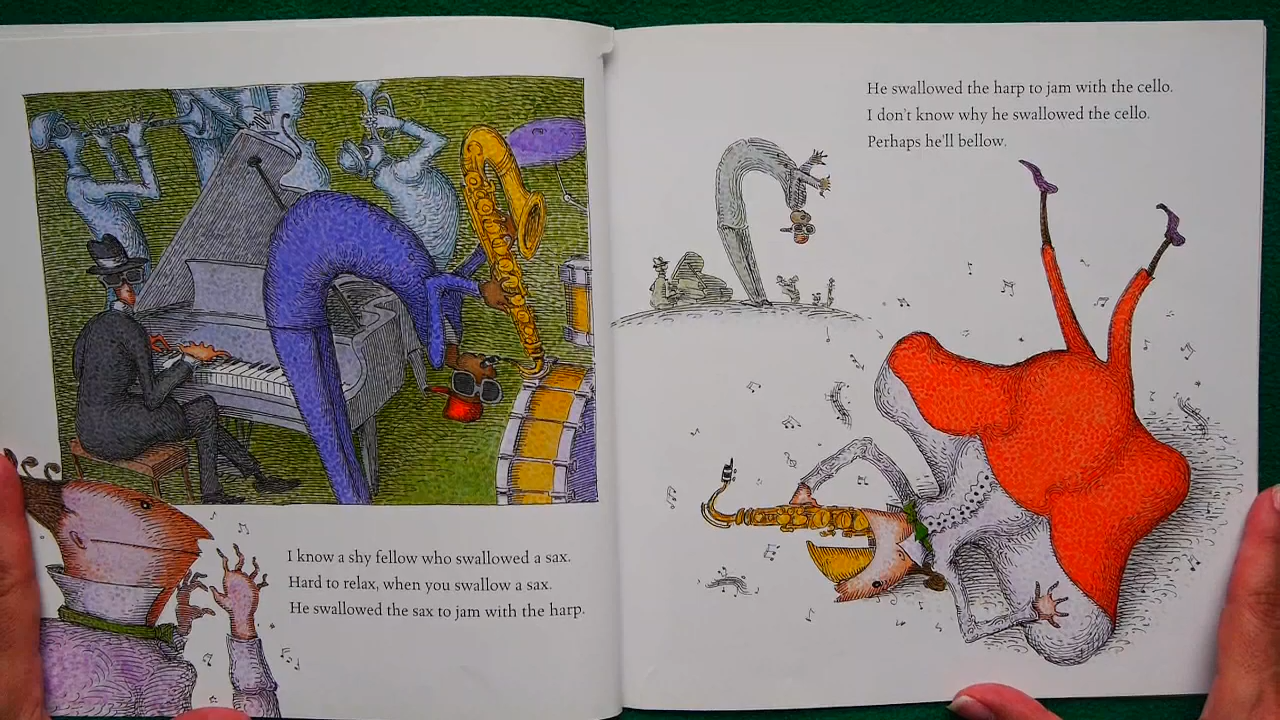 I know a shy fellow who swallowed a sax.
Hard to relax, when you swallow a sax.
He swallowed the sax to jam with the harp.
He swallowed the harp to jam with the cello.
I don't know why he swallowed the cello.
Perhaps he'll bellow.